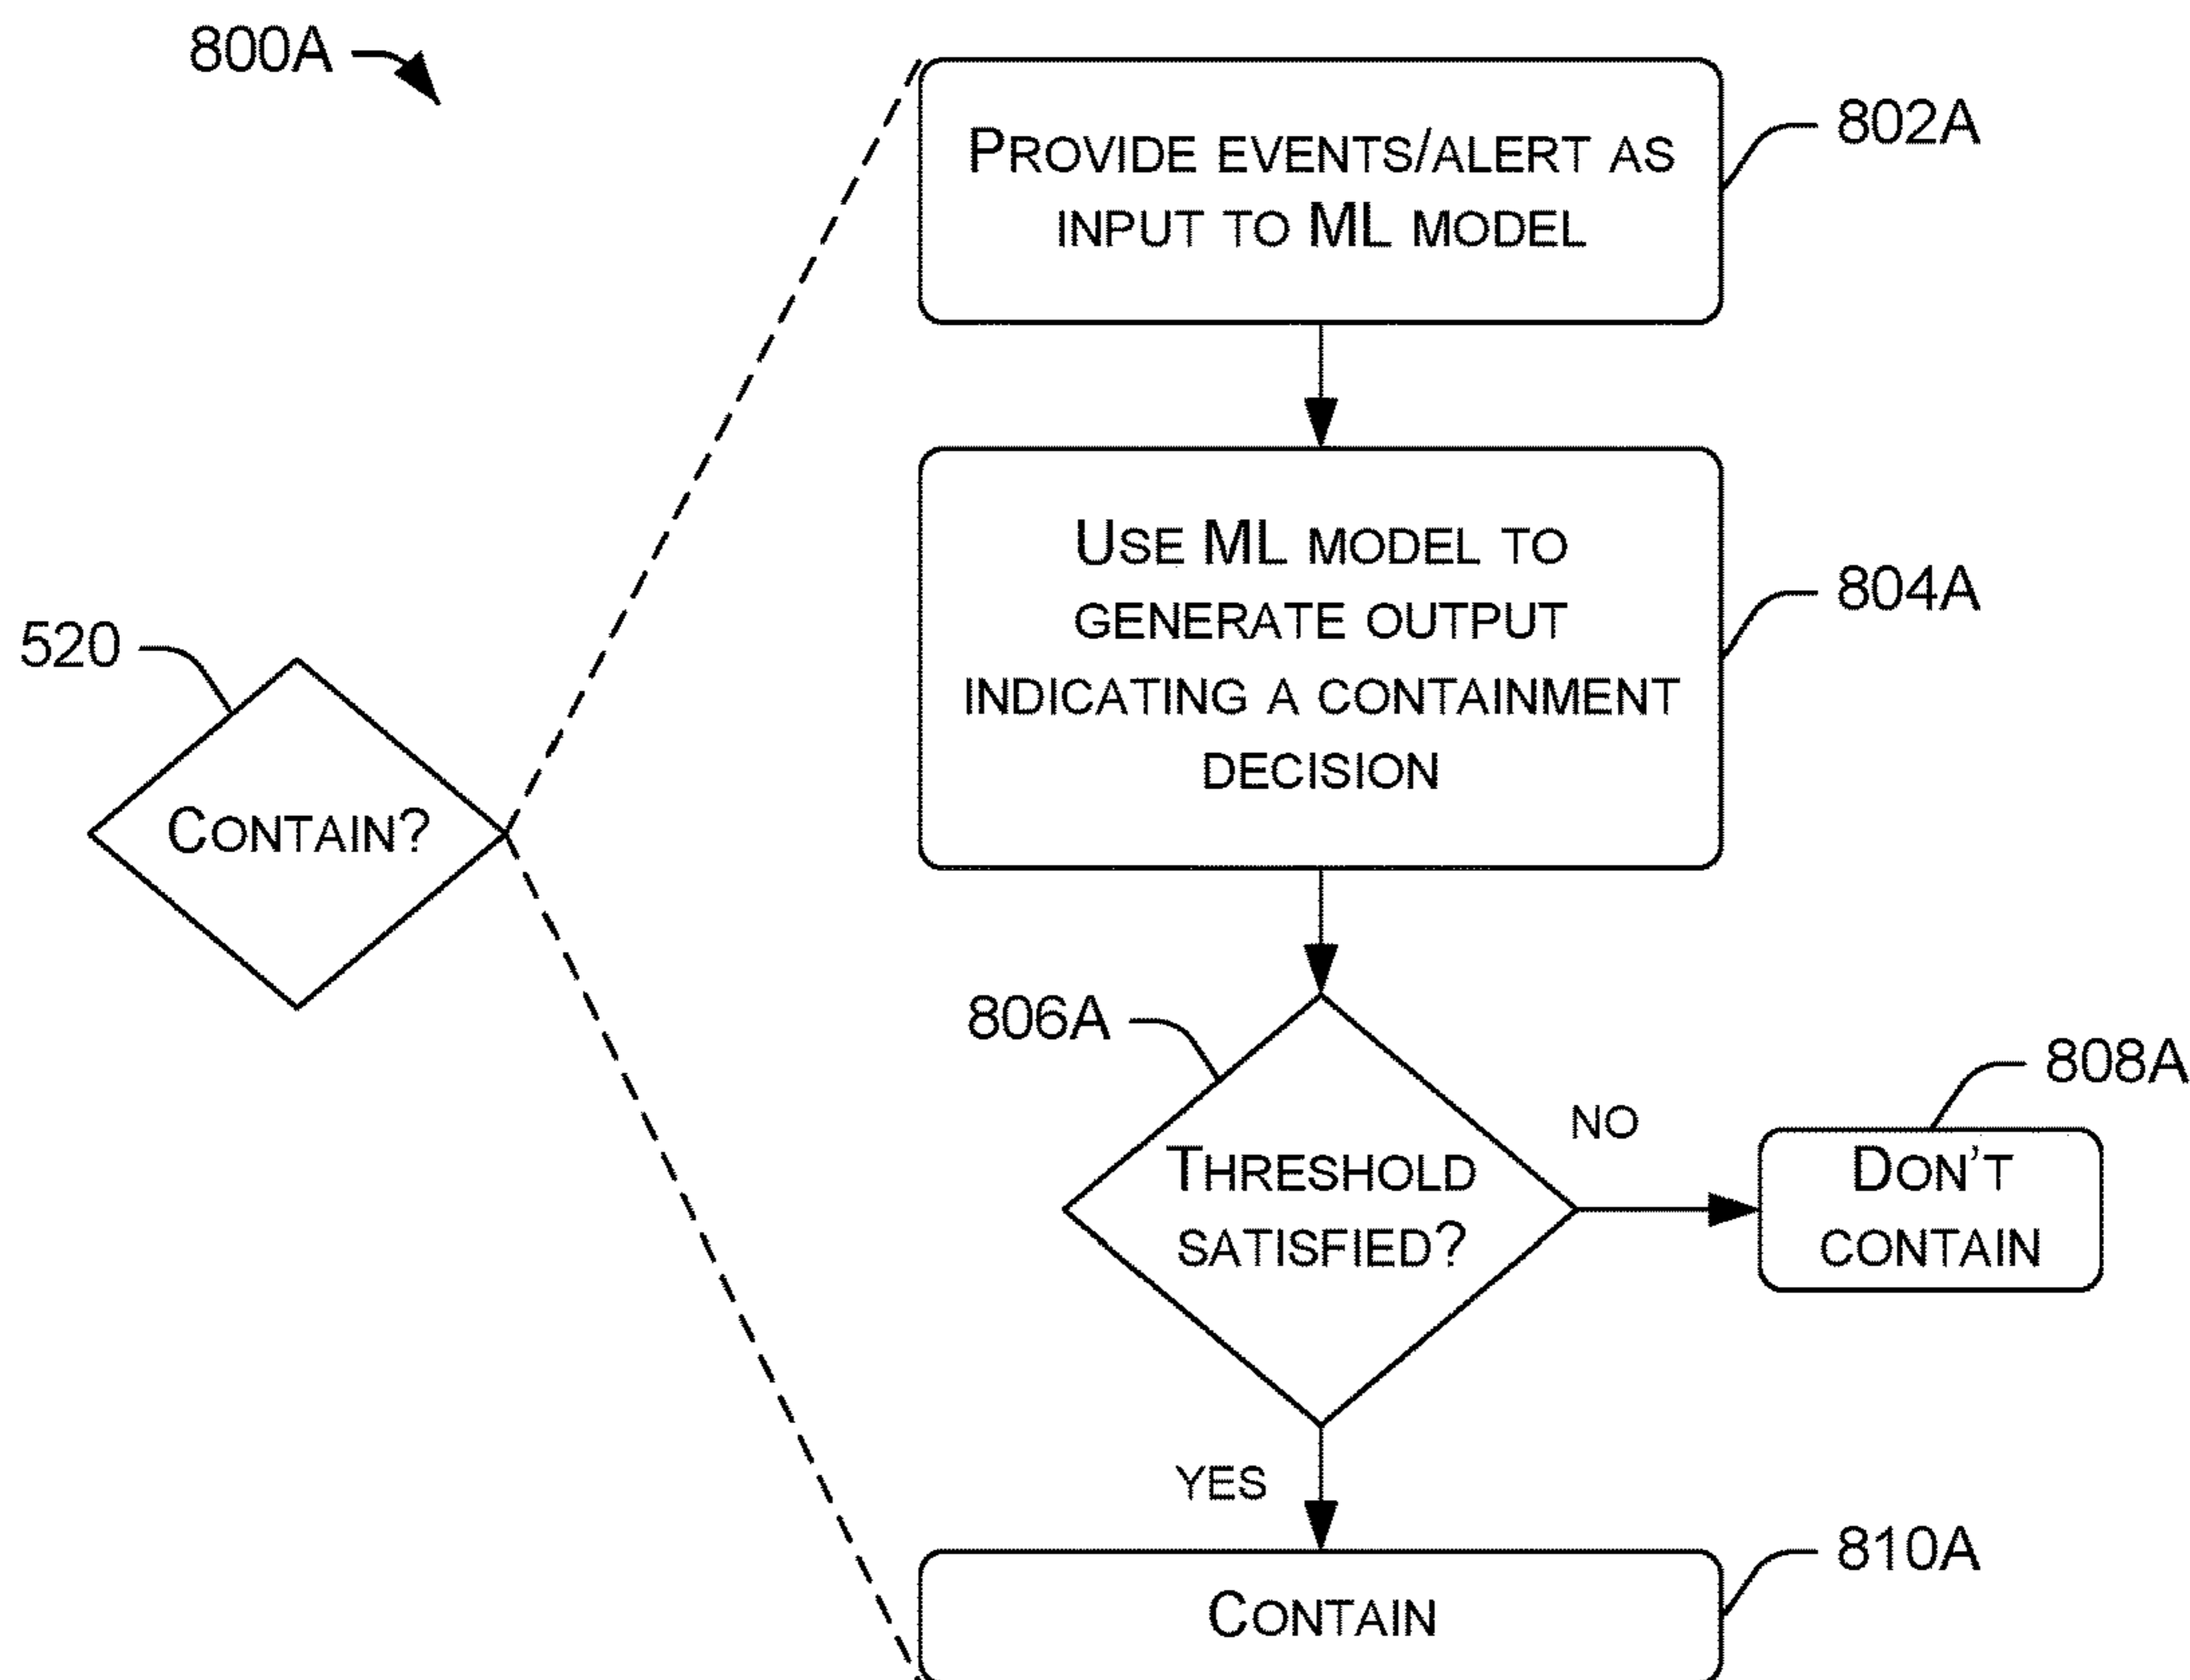 800A
PROVIDE EVENTS/ALERT AS
INPUT TO ML MODEL
802A
USE ML MODEL TO
GENERATE OUTPUT
INDICATING A CONTAINMENT
DECISION
804A
520
CONTAIN?
806A
THRESHOLD
SATISFIED?
NO
808A
DON'T
CONTAIN
YES
810A
CONTAIN